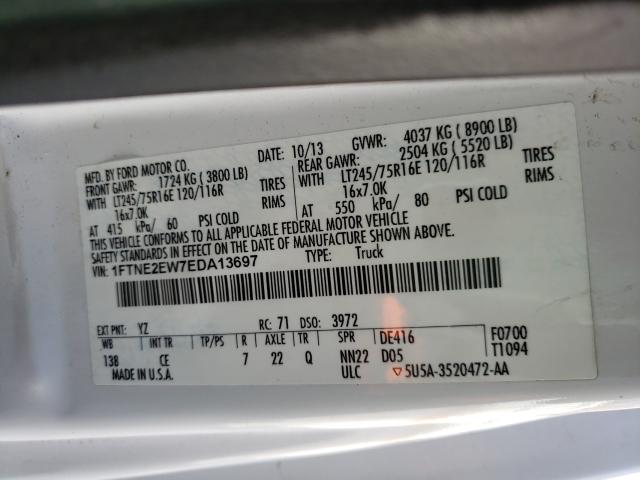 MFD. BY FORD MOTOR CO. DATE: 10/13 GVWR: 4037 KG ( 8900 LB)
FRONT GAWR: 1724 KG ( 3800 LB) REAR GAWR: 2504 KG ( 5520 LB)
WITH LT245/75R16E 120/116R TIRES WITH LT245/75R16E 120/116R TIRES
16x7.0K RIMS 16x7.0K RIMS
AT 415 kPa/ 60 PSI COLD AT 550 kPa/ 80 PSI COLD
THIS VEHICLE CONFORMS TO ALL APPLICABLE FEDERAL MOTOR VEHICLE
SAFETY STANDARDS IN EFFECT ON THE DATE OF MANUFACTURE SHOWN ABOVE.
VIN: 1FTNE2EW7EDA13697 TYPE: Truck
EXT PNT: YZ RC: 71 DSO: 3972
WB INT TR TP/PS R AXLE TR SPR DE416 F0700
138 CE 7 22 Q NN22 D05 T1094
MADE IN U.S.A. ULC ▽5U5A-3520472-AA